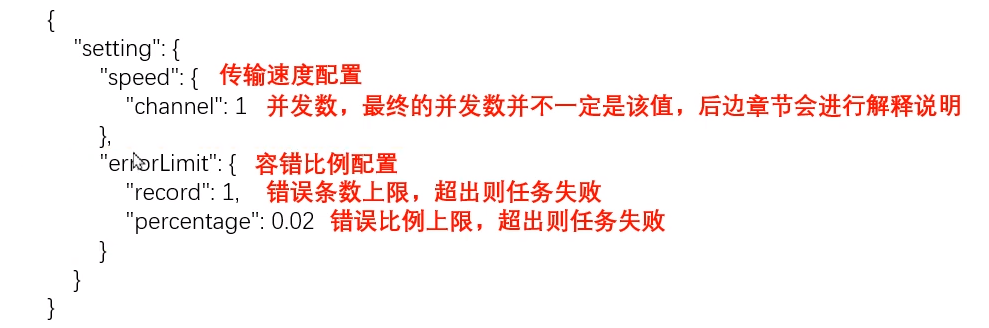 {
"setting": {
"speed": { 传输速度配置
"channel": 1 并发数，最终的并发数并不一定是该值，后边章节会进行解释说明
},
"errorLimit": { 容错比例配置
"record": 1, 错误条数上限，超出则任务失败
"percentage": 0.02 错误比例上限，超出则任务失败
}
}
}